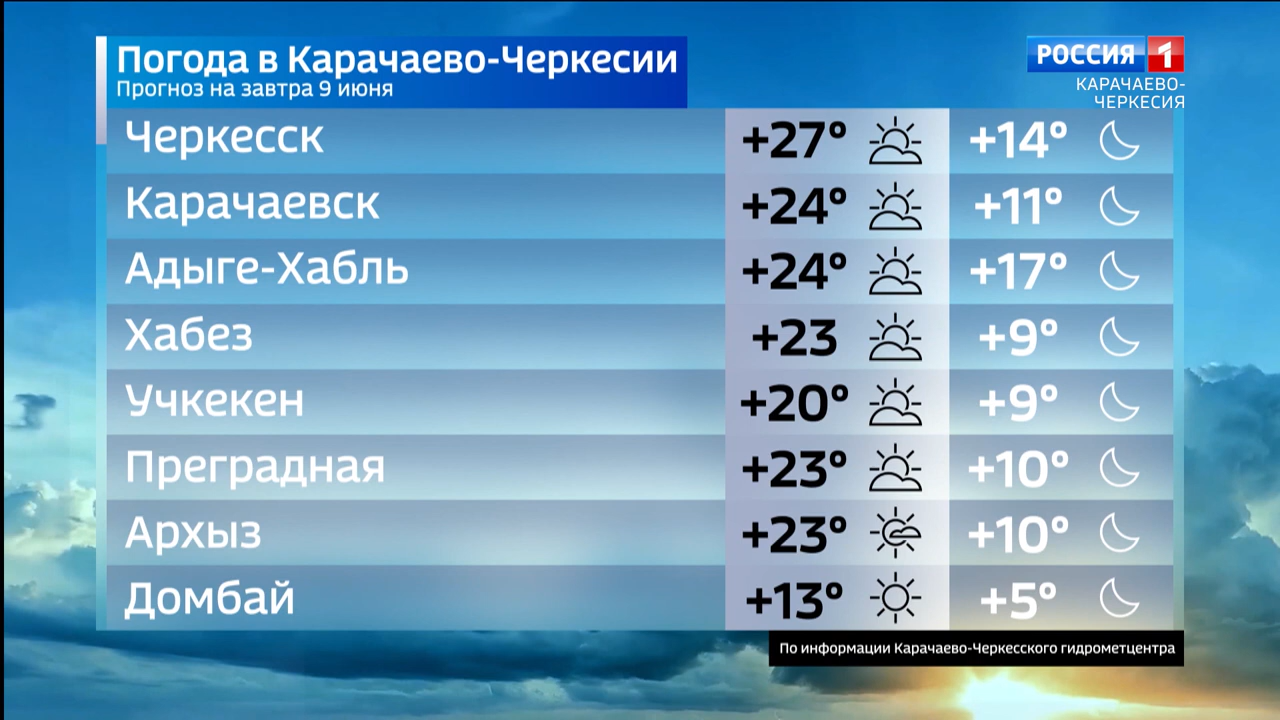 Погода в Карачаево-Черкесии
Прогноз на завтра 9 июня
РОССИЯ 1
КАРАЧАЕВО-
ЧЕРКЕСИЯ
Черкесск +27° +14°
Карачаевск +24° +11°
Адыге-Хабль +24° +17°
Хабез +23 +9°
Учкекен +20° +9°
Преградная +23° +10°
Архыз +23° +10°
Домбай +13° +5°
По информации Карачаево-Черкесского гидрометцентра